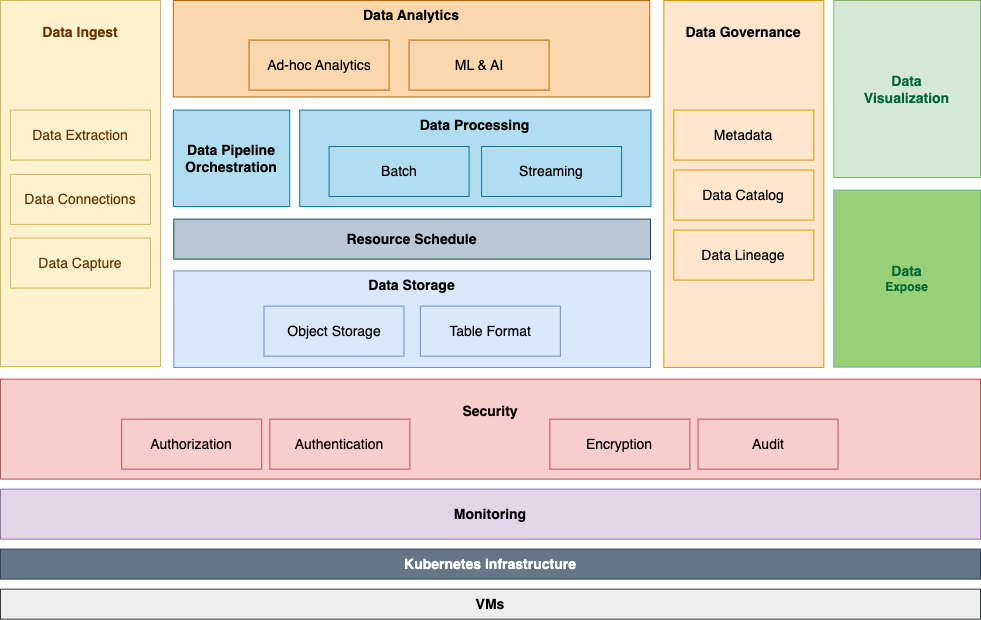 Data Ingest
Data Extraction
Data Connections
Data Capture
Data Analytics
Ad-hoc Analytics
ML & AI
Data Pipeline
Orchestration
Data Processing
Batch
Streaming
Resource Schedule
Data Storage
Object Storage
Table Format
Data Governance
Metadata
Data Catalog
Data Lineage
Data
Visualization
Data
Expose
Security
Authorization
Authentication
Encryption
Audit
Monitoring
Kubernetes Infrastructure
VMs